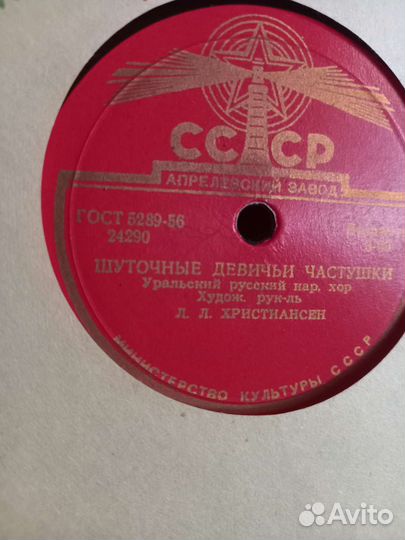 СССР
АПРЕЛЕВСКИЙ ЗАВОД
ГОСТ 5289-56
24290
ШУТОЧНЫЕ ДЕВИЧЬИ ЧАСТУШКИ
Уральский русский нар. хор
Худож. рук-ль
Л. Л. ХРИСТИАНСЕН
МИНИСТЕРСТВО КУЛЬТУРЫ СССР
Avito